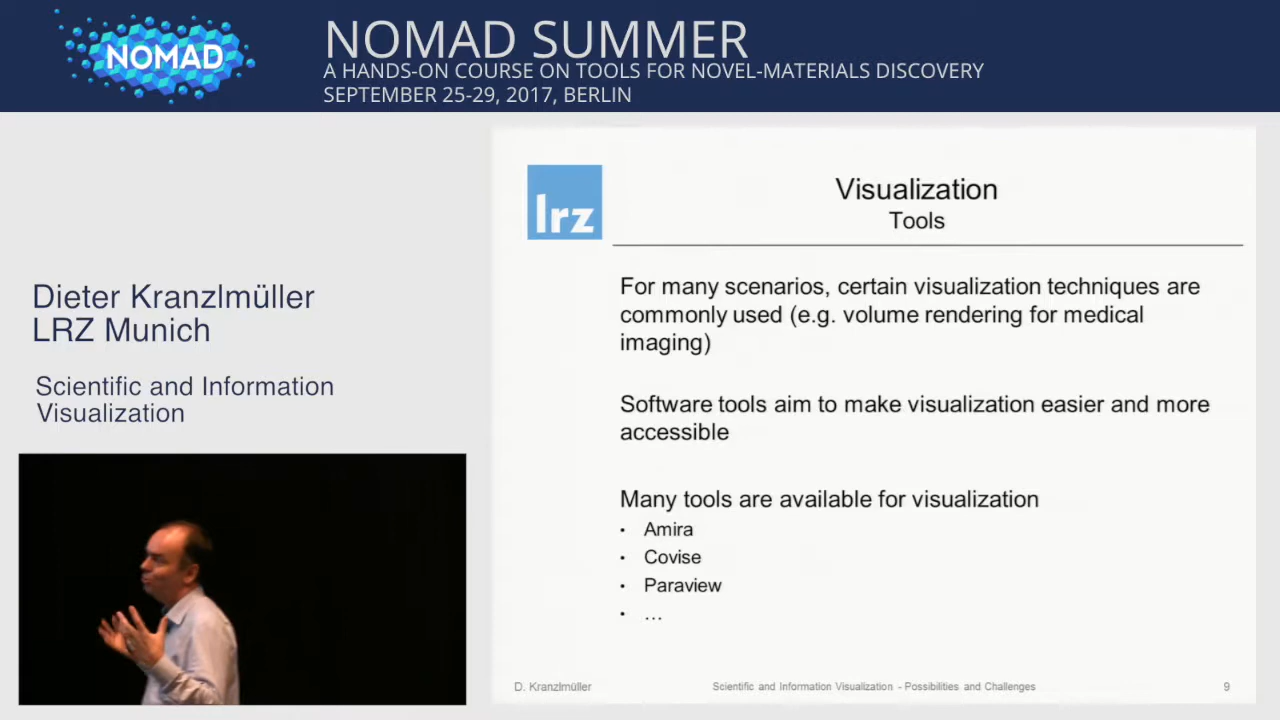 NOMAD
NOMAD SUMMER
A HANDS-ON COURSE ON TOOLS FOR NOVEL-MATERIALS DISCOVERY
SEPTEMBER 25-29, 2017, BERLIN
Dieter Kranzlmüller
LRZ Munich
Scientific and Information
Visualization
lrz
Visualization
Tools
For many scenarios, certain visualization techniques are
commonly used (e.g. volume rendering for medical
imaging)
Software tools aim to make visualization easier and more
accessible
Many tools are available for visualization
• Amira
• Covise
• Paraview
• …
D. Kranzlmüller
Scientific and Information Visualization - Possibilities and Challenges
9